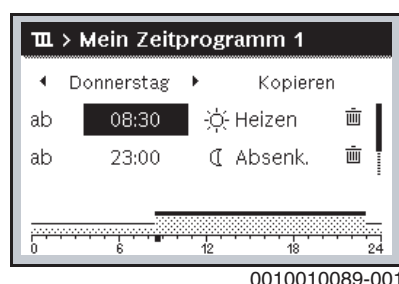 > Mein Zeitprogramm 1
Donnerstag Kopieren
ab 08:30 Heizen
ab 23:00 Absenk.
0 6 12 18 24
0010010089-001